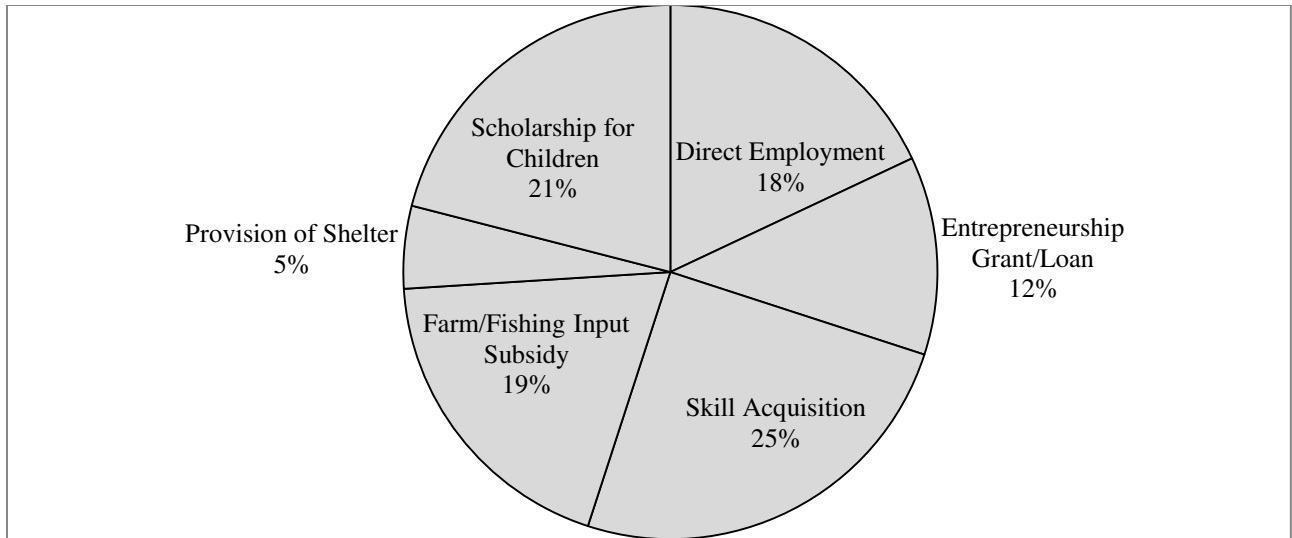 Scholarship for
Children
21%
Direct Employment
18%
Provision of Shelter
5%
Entrepreneurship
Grant/Loan
12%
Farm/Fishing Input
Subsidy
19%
Skill Acquisition
25%